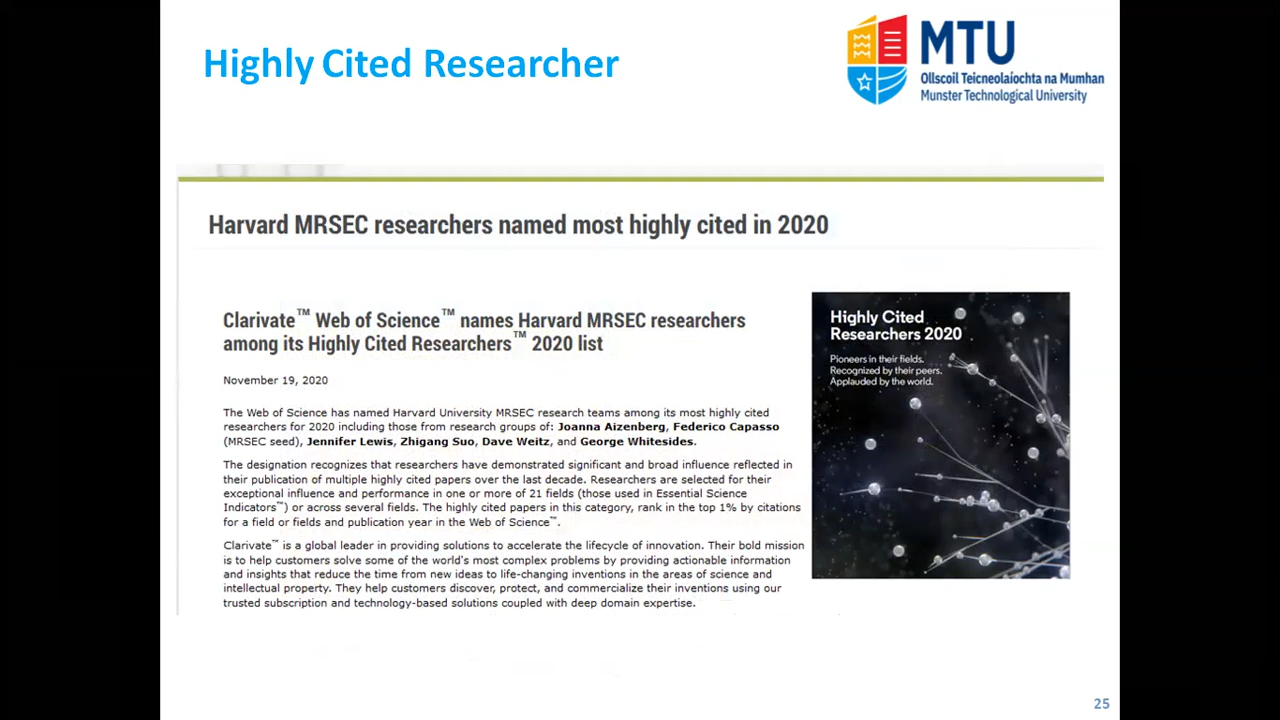 Highly Cited Researcher
MTU
Ollscoil Teicneolaíochta na Mumhan
Munster Technological University
Harvard MRSEC researchers named most highly cited in 2020
Clarivate™ Web of Science™ names Harvard MRSEC researchers
among its Highly Cited Researchers™ 2020 list
November 19, 2020
The Web of Science has named Harvard University MRSEC research teams among its most highly cited
researchers for 2020 including those from research groups of: Joanna Aizenberg, Federico Capasso
(MRSEC seed), Jennifer Lewis, Zhigang Suo, Dave Weitz, and George Whitesides.
The designation recognizes that researchers have demonstrated significant and broad influence reflected in
their publication of multiple highly cited papers over the last decade. Researchers are selected for their
exceptional influence and performance in one or more of 21 fields (those used in Essential Science
Indicators™) or across several fields. The highly cited papers in this category, rank in the top 1% by citations
for a field or fields and publication year in the Web of Science™.
Clarivate™ is a global leader in providing solutions to accelerate the lifecycle of innovation. Their bold mission
is to help customers solve some of the world's most complex problems by providing actionable information
and insights that reduce the time from new ideas to life-changing inventions in the areas of science and
intellectual property. They help customers discover, protect, and commercialize their inventions using our
trusted subscription and technology-based solutions coupled with deep domain expertise.
Highly Cited
Researchers 2020
Pioneers in their fields.
Recognized by their peers.
Applauded by the world.
25